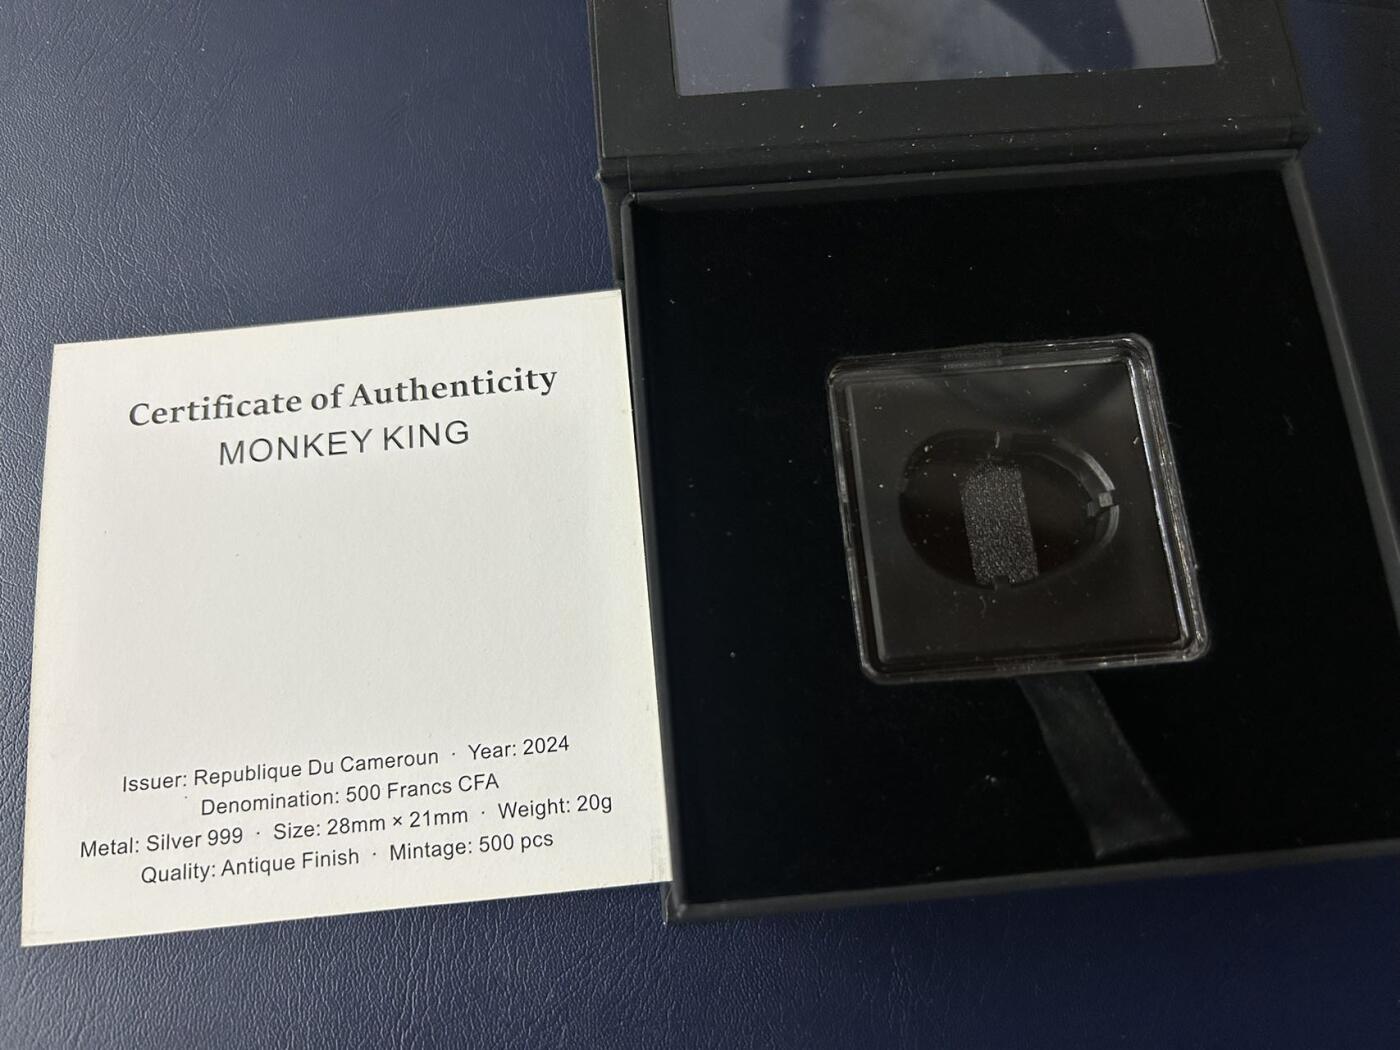 Certificate of Authenticity
MONKEY KING
Issuer: Republique Du Cameroun · Year: 2024
Denomination: 500 Francs CFA
Metal: Silver 999 · Size: 28mm × 21mm · Weight: 20g
Quality: Antique Finish · Mintage: 500 pcs